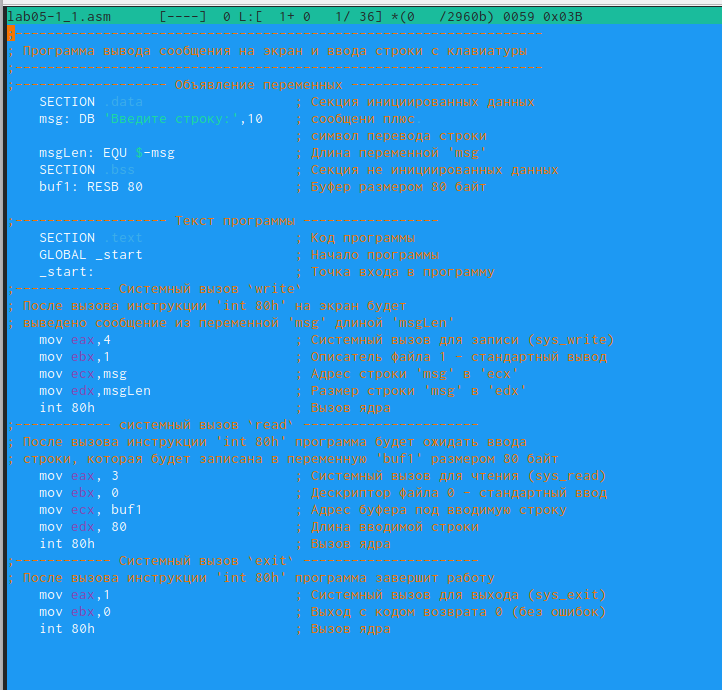 lab05-1_1.asm      [----]  0 L:[  1+ 0   1/ 36] *(0   /2960b) 0059 0x03B
;------------------------------------------------------------------
; Программа вывода сообщения на экран и ввода строки с клавиатуры
;------------------------------------------------------------------
;------------------- Объявление переменных ----------------
    SECTION .data                   ; Секция инициированных данных
    msg: DB 'Введите строку:',10    ; сообщени плюс
                                    ; символ перевода строки
    msgLen: EQU $-msg               ; Длина переменной 'msg'
    SECTION .bss                    ; Секция не инициированных данных
    buf1: RESB 80                   ; Буфер размером 80 байт
;------------------- Текст программы -----------------
    SECTION .text                   ; Код программы
    GLOBAL _start                   ; Начало программы
    _start:                         ; Точка входа в программу
;------------ Системный вызов `write`
; После вызова инструкции 'int 80h' на экран будет
; выведено сообщение из переменной 'msg' длиной 'msgLen'
    mov eax,4                       ; Системный вызов для записи (sys_write)
    mov ebx,1                       ; Описатель файла 1 - стандартный вывод
    mov ecx,msg                     ; Адрес строки 'msg' в 'ecx'
    mov edx,msgLen                  ; Размер строки 'msg' в 'edx'
    int 80h                         ; Вызов ядра
;------------ системный вызов `read` ----------------------
; После вызова инструкции 'int 80h' программа будет ожидать ввода
; строки, которая будет записана в переменную 'buf1' размером 80 байт
    mov eax, 3                      ; Системный вызов для чтения (sys_read)
    mov ebx, 0                      ; Дескриптор файла 0 - стандартный ввод
    mov ecx, buf1                   ; Адрес буфера под вводимую строку
    mov edx, 80                     ; Длина вводимой строки
    int 80h                         ; Вызов ядра
;------------ Системный вызов `exit` ----------------------
; После вызова инструкции 'int 80h' программа завершит работу
    mov eax,1                       ; Системный вызов для выхода (sys_exit)
    mov ebx,0                       ; Выход с кодом возврата 0 (без ошибок)
    int 80h                         ; Вызов ядра